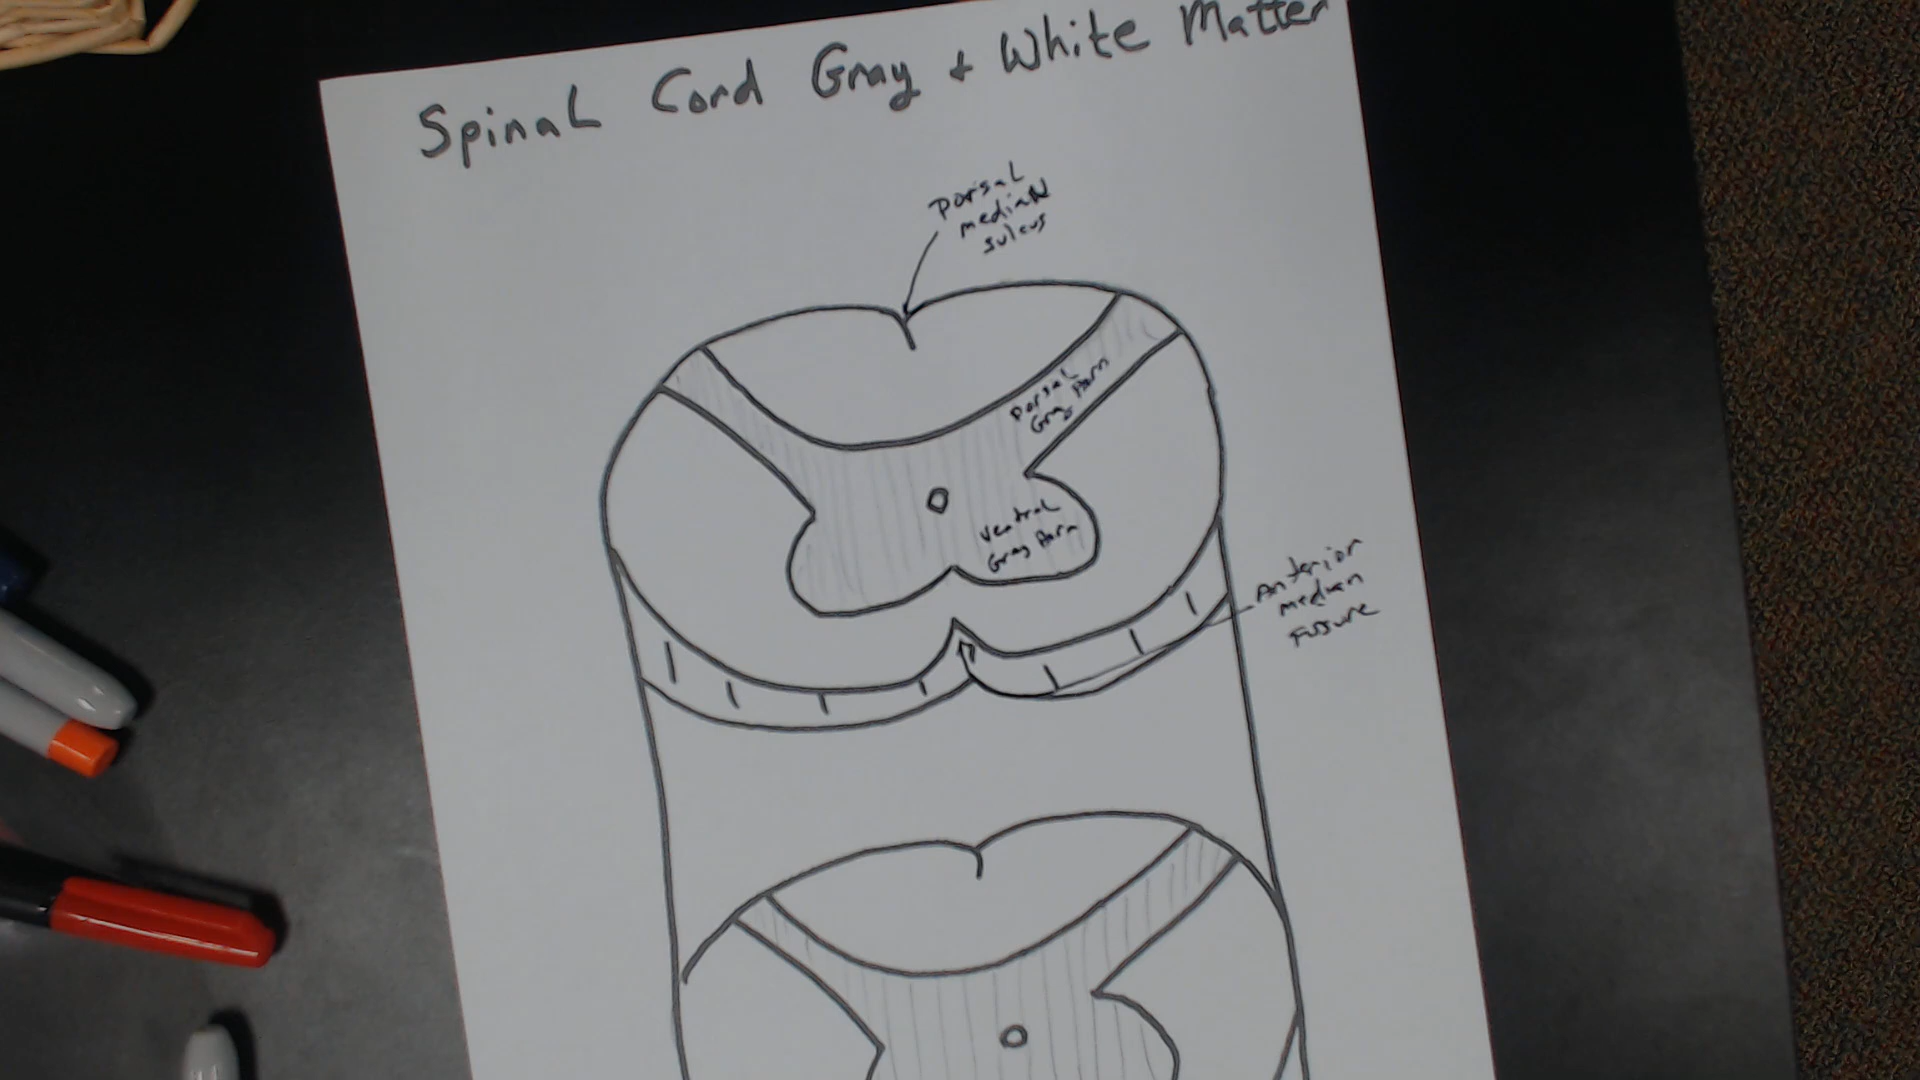 Spinal Cord Gray + White Matter
Dorsal
median
sulcus
Dorsal
Gray Horn
Ventral
Gray Horn
Anterior
median
Fissure